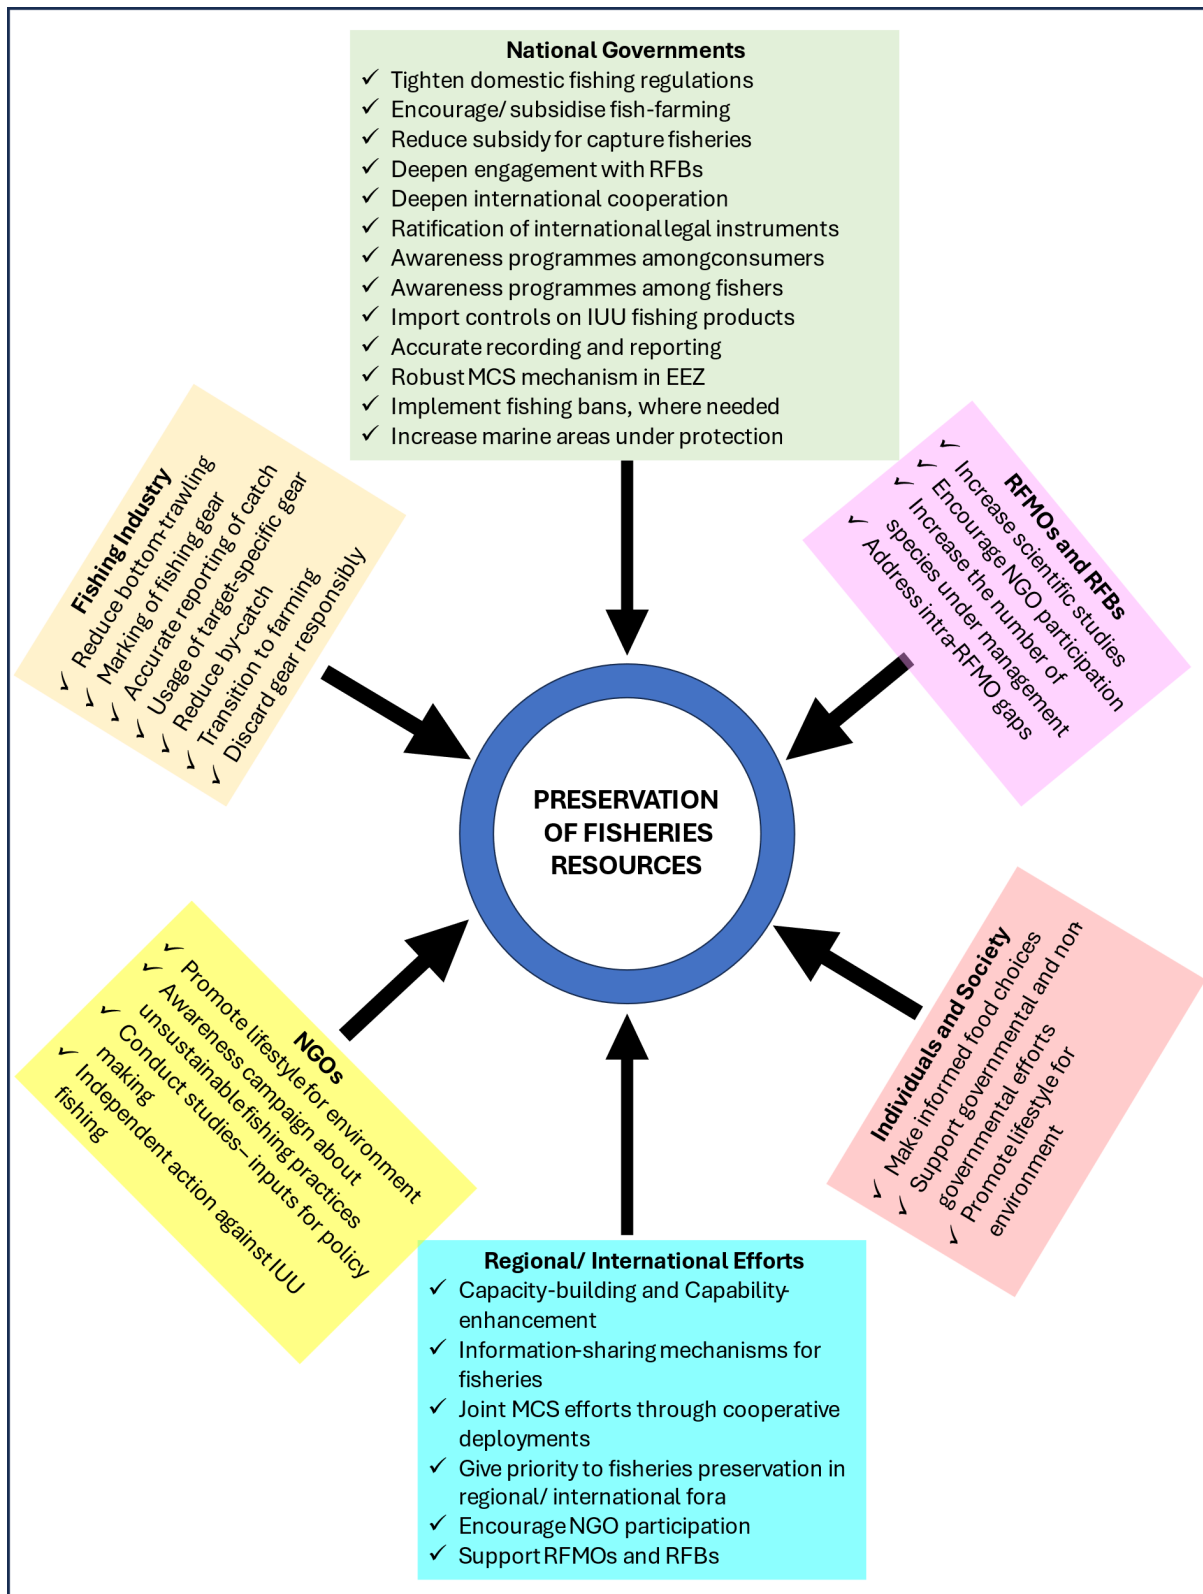 National Governments
✓ Tighten domestic fishing regulations
✓ Encourage/ subsidise fish-farming
✓ Reduce subsidy for capture fisheries
✓ Deepen engagement with RFBs
✓ Deepen international cooperation
✓ Ratification of international legal instruments
✓ Awareness programmes among consumers
✓ Awareness programmes among fishers
✓ Import controls on IUU fishing products
✓ Accurate recording and reporting
✓ Robust MCS mechanism in EEZ
✓ Implement fishing bans, where needed
✓ Increase marine areas under protection
Fishing Industry
✓ Reduce bottom-trawling
✓ Marking of fishing gear
✓ Accurate reporting of catch
✓ Usage of target-specific gear
✓ Reduce by-catch
✓ Transition to farming
✓ Discard gear responsibly
RFMOs and RFBs
✓ Increase scientific studies
✓ Encourage NGO participation
✓ Increase the number of
species under management
✓ Address intra-RFMO gaps
PRESERVATION
OF FISHERIES
RESOURCES
NGOs
✓ Promote lifestyle for environment
✓ Awareness campaign about
unsustainable fishing practices
✓ Conduct studies – inputs for policy
making
✓ Independent action against IUU
fishing
Individuals and Society
✓ Make informed food choices
✓ Support governmental and non-
governmental efforts
✓ Promote lifestyle for
environment
Regional/ International Efforts
✓ Capacity-building and Capability-
enhancement
✓ Information-sharing mechanisms for
fisheries
✓ Joint MCS efforts through cooperative
deployments
✓ Give priority to fisheries preservation in
regional/ international fora
✓ Encourage NGO participation
✓ Support RFMOs and RFBs